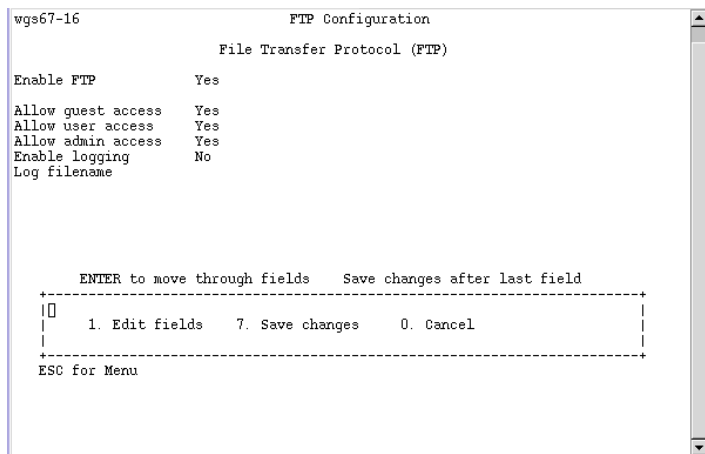 wgs67-16 FTP Configuration
File Transfer Protocol (FTP)
Enable FTP Yes
Allow guest access Yes
Allow user access Yes
Allow admin access Yes
Enable logging No
Log filename
ENTER to move through fields Save changes after last field
1. Edit fields 7. Save changes 0. Cancel
ESC for Menu